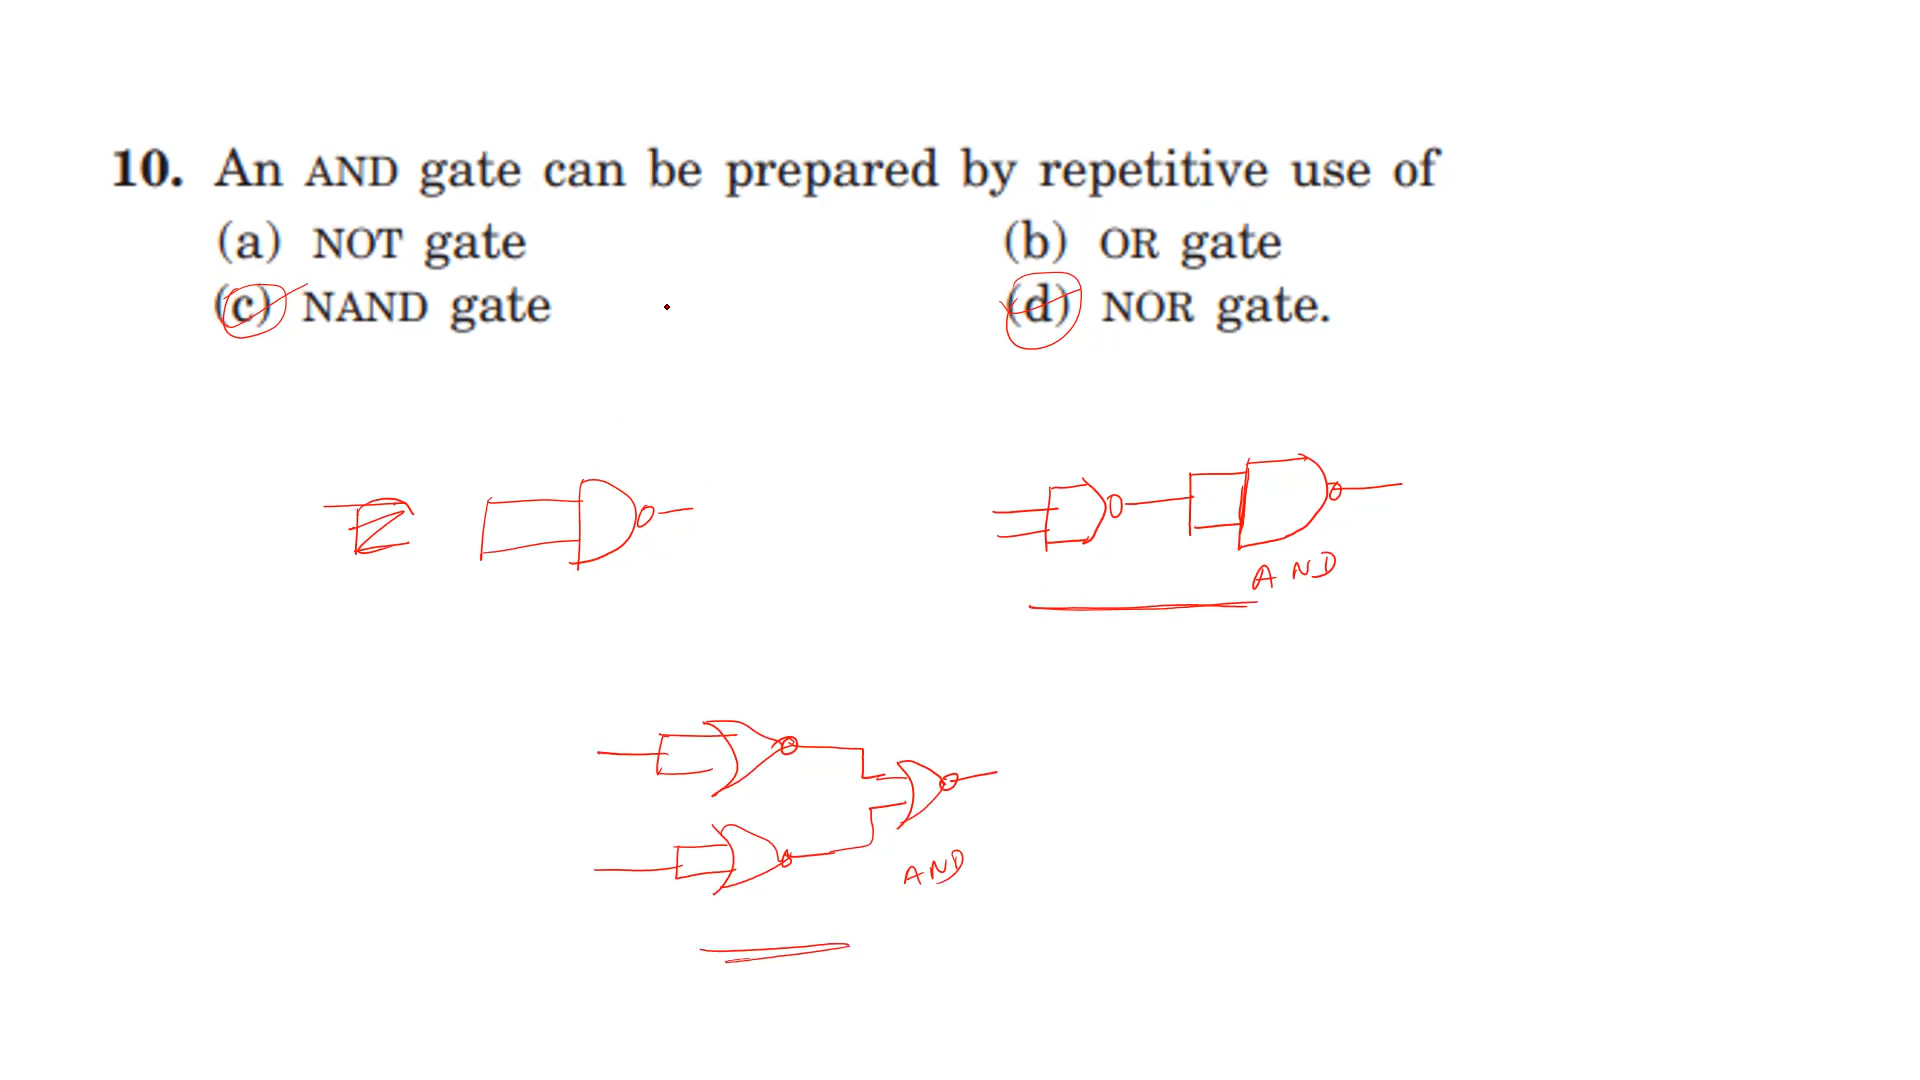 10. An AND gate can be prepared by repetitive use of
(a) NOT gate (b) OR gate
(c) NAND gate (d) NOR gate.
AND
AND